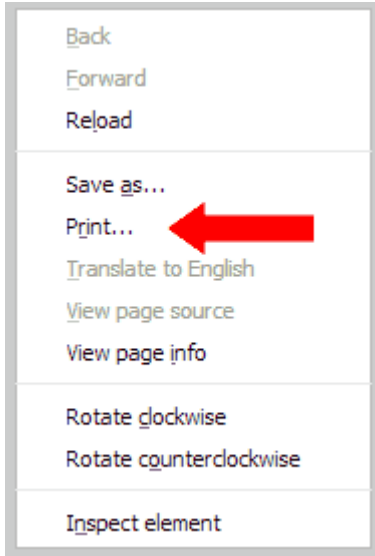 Back
Forward
Reload
Save as...
Print...
Translate to English
View page source
View page info
Rotate clockwise
Rotate counterclockwise
Inspect element